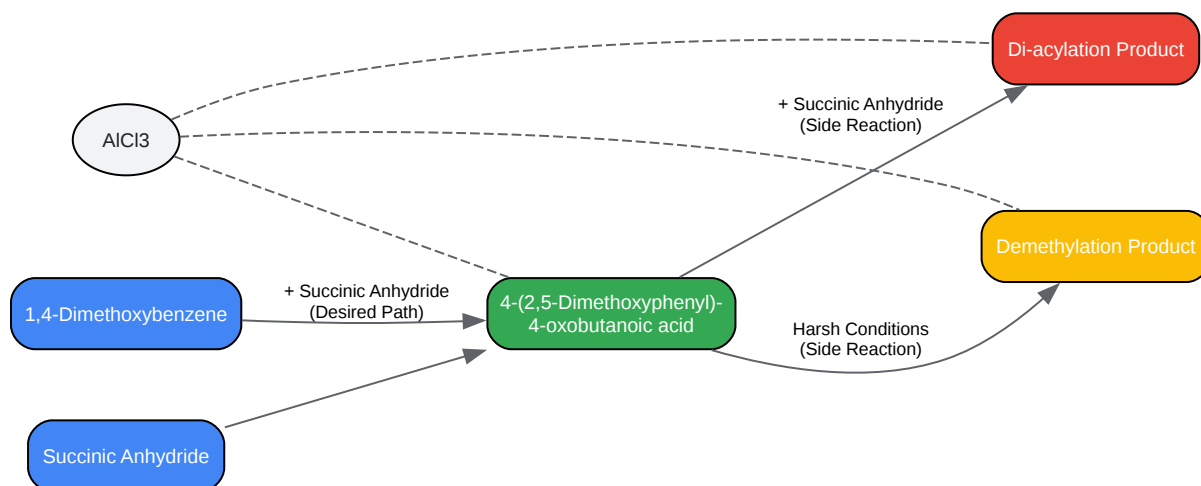 Di-acylation Product
+ Succinic Anhydride
(Side Reaction)
AlCl3
Demethylation Product
1,4-Dimethoxybenzene
+ Succinic Anhydride
(Desired Path)
4-(2,5-Dimethoxyphenyl)-
4-oxobutanoic acid
Harsh Conditions
(Side Reaction)
Succinic Anhydride